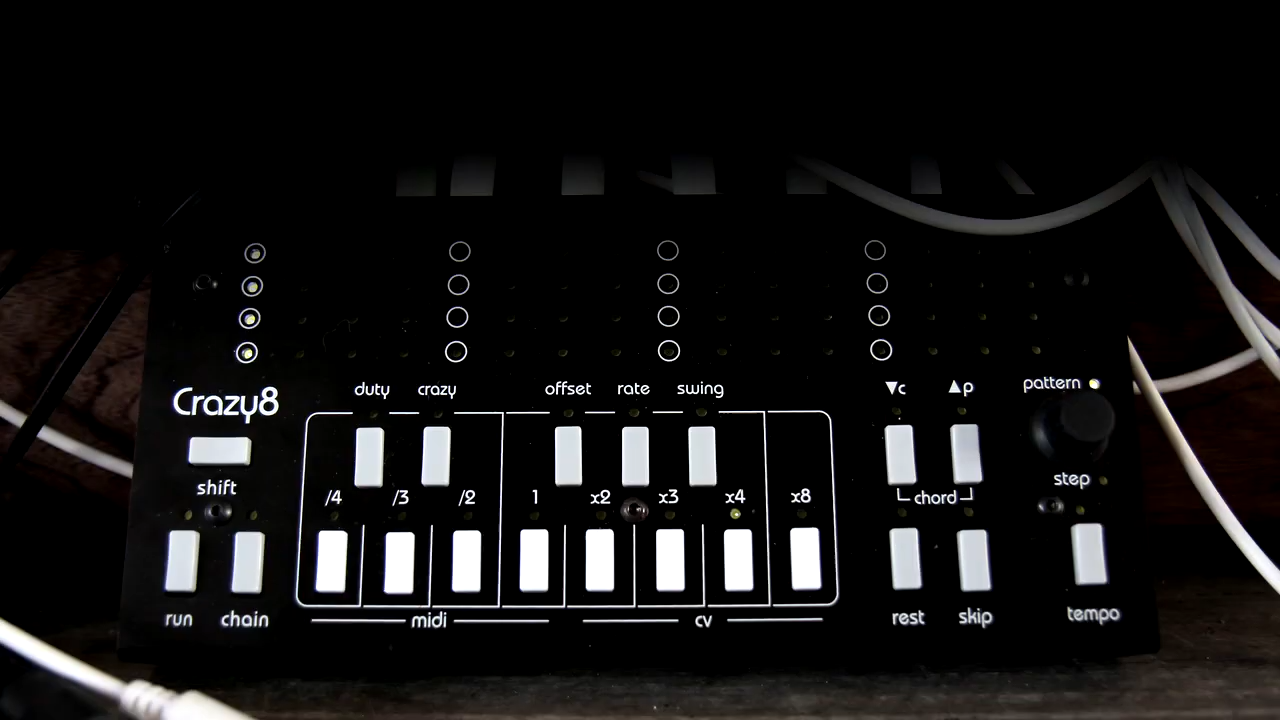 duty crazy offset rate swing ▼c ▲p pattern
Crazy8
shift /4 /3 /2 1 x2 x3 x4 x8 chord step
run chain midi cv rest skip tempo